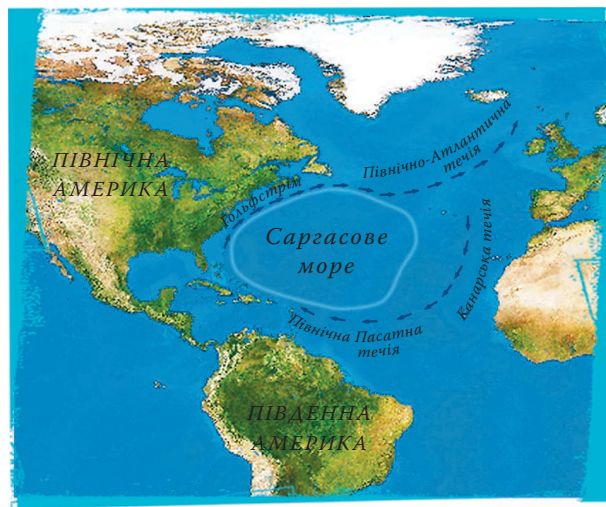 ПІВНІЧНА
АМЕРИКА
Північно-Атлантична
течія
Гольфстрім
Саргасове
море
Канарська течія
Північна Пасатна
течія
ПІВДЕННА
АМЕРИКА